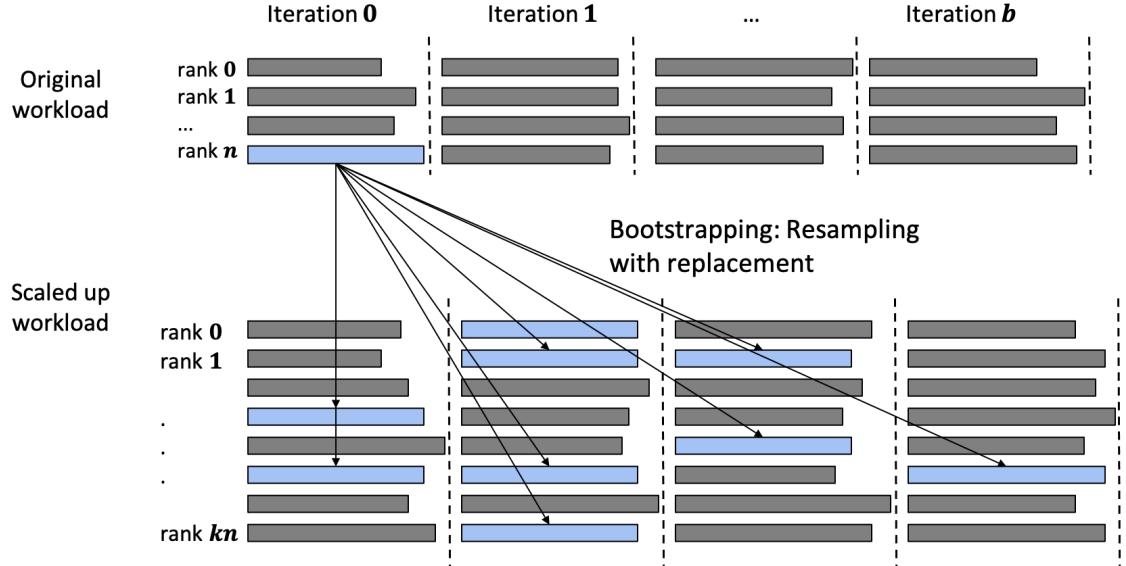 Iteration 0 Iteration 1 ... Iteration b
Original
workload
rank 0
rank 1
...
rank n
Bootstrapping: Resampling
with replacement
Scaled up
workload
rank 0
rank 1
.
.
.
rank kn